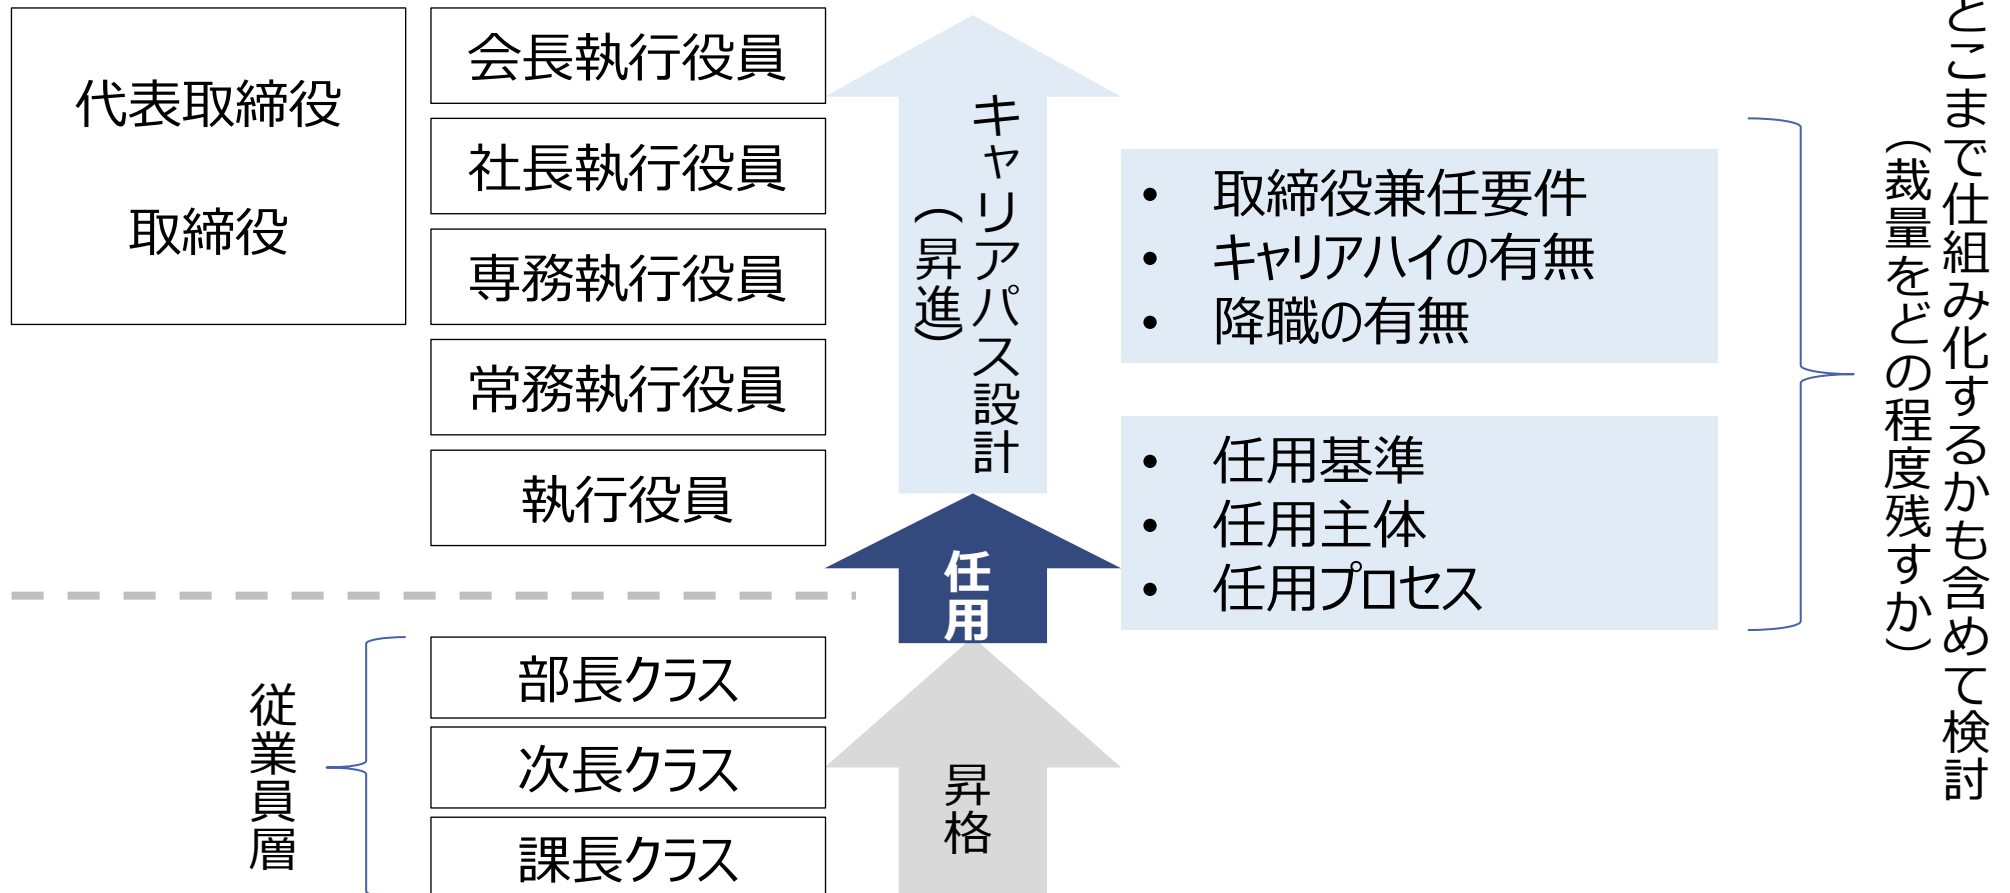 代表取締役
取締役
会長執行役員
社長執行役員
専務執行役員
常務執行役員
執行役員
キャリアパス設計
（昇進）
• 取締役兼任要件
• キャリアハイの有無
• 降職の有無
任用
• 任用基準
• 任用主体
• 任用プロセス
どこまで仕組み化するかも含めて検討
（裁量をどの程度残すか）
従業員層
部長クラス
次長クラス
課長クラス
昇格